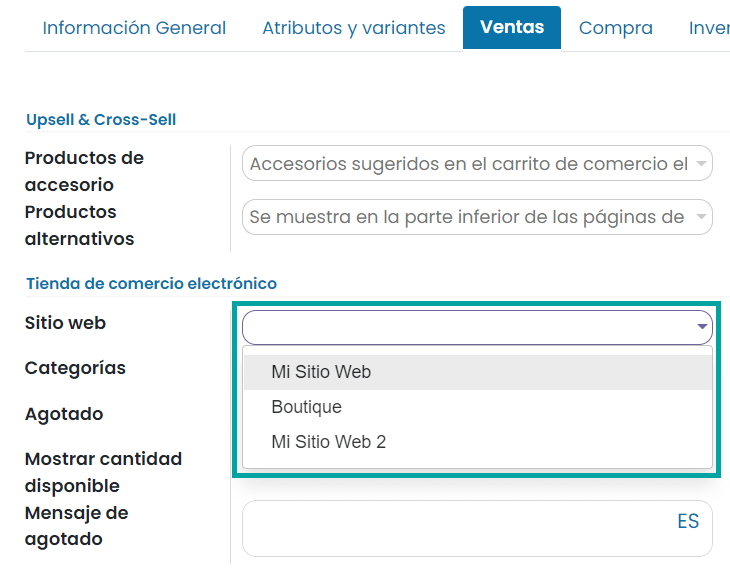 Información General Atributos y variantes Ventas Compra Inver
Upsell & Cross-Sell
Productos de
accesorio
Accesorios sugeridos en el carrito de comercio el
Productos
alternativos
Se muestra en la parte inferior de las páginas de
Tienda de comercio electrónico
Sitio web
Mi Sitio Web
Boutique
Mi Sitio Web 2
Categorías
Agotado
Mostrar cantidad
disponible
Mensaje de
agotado
ES